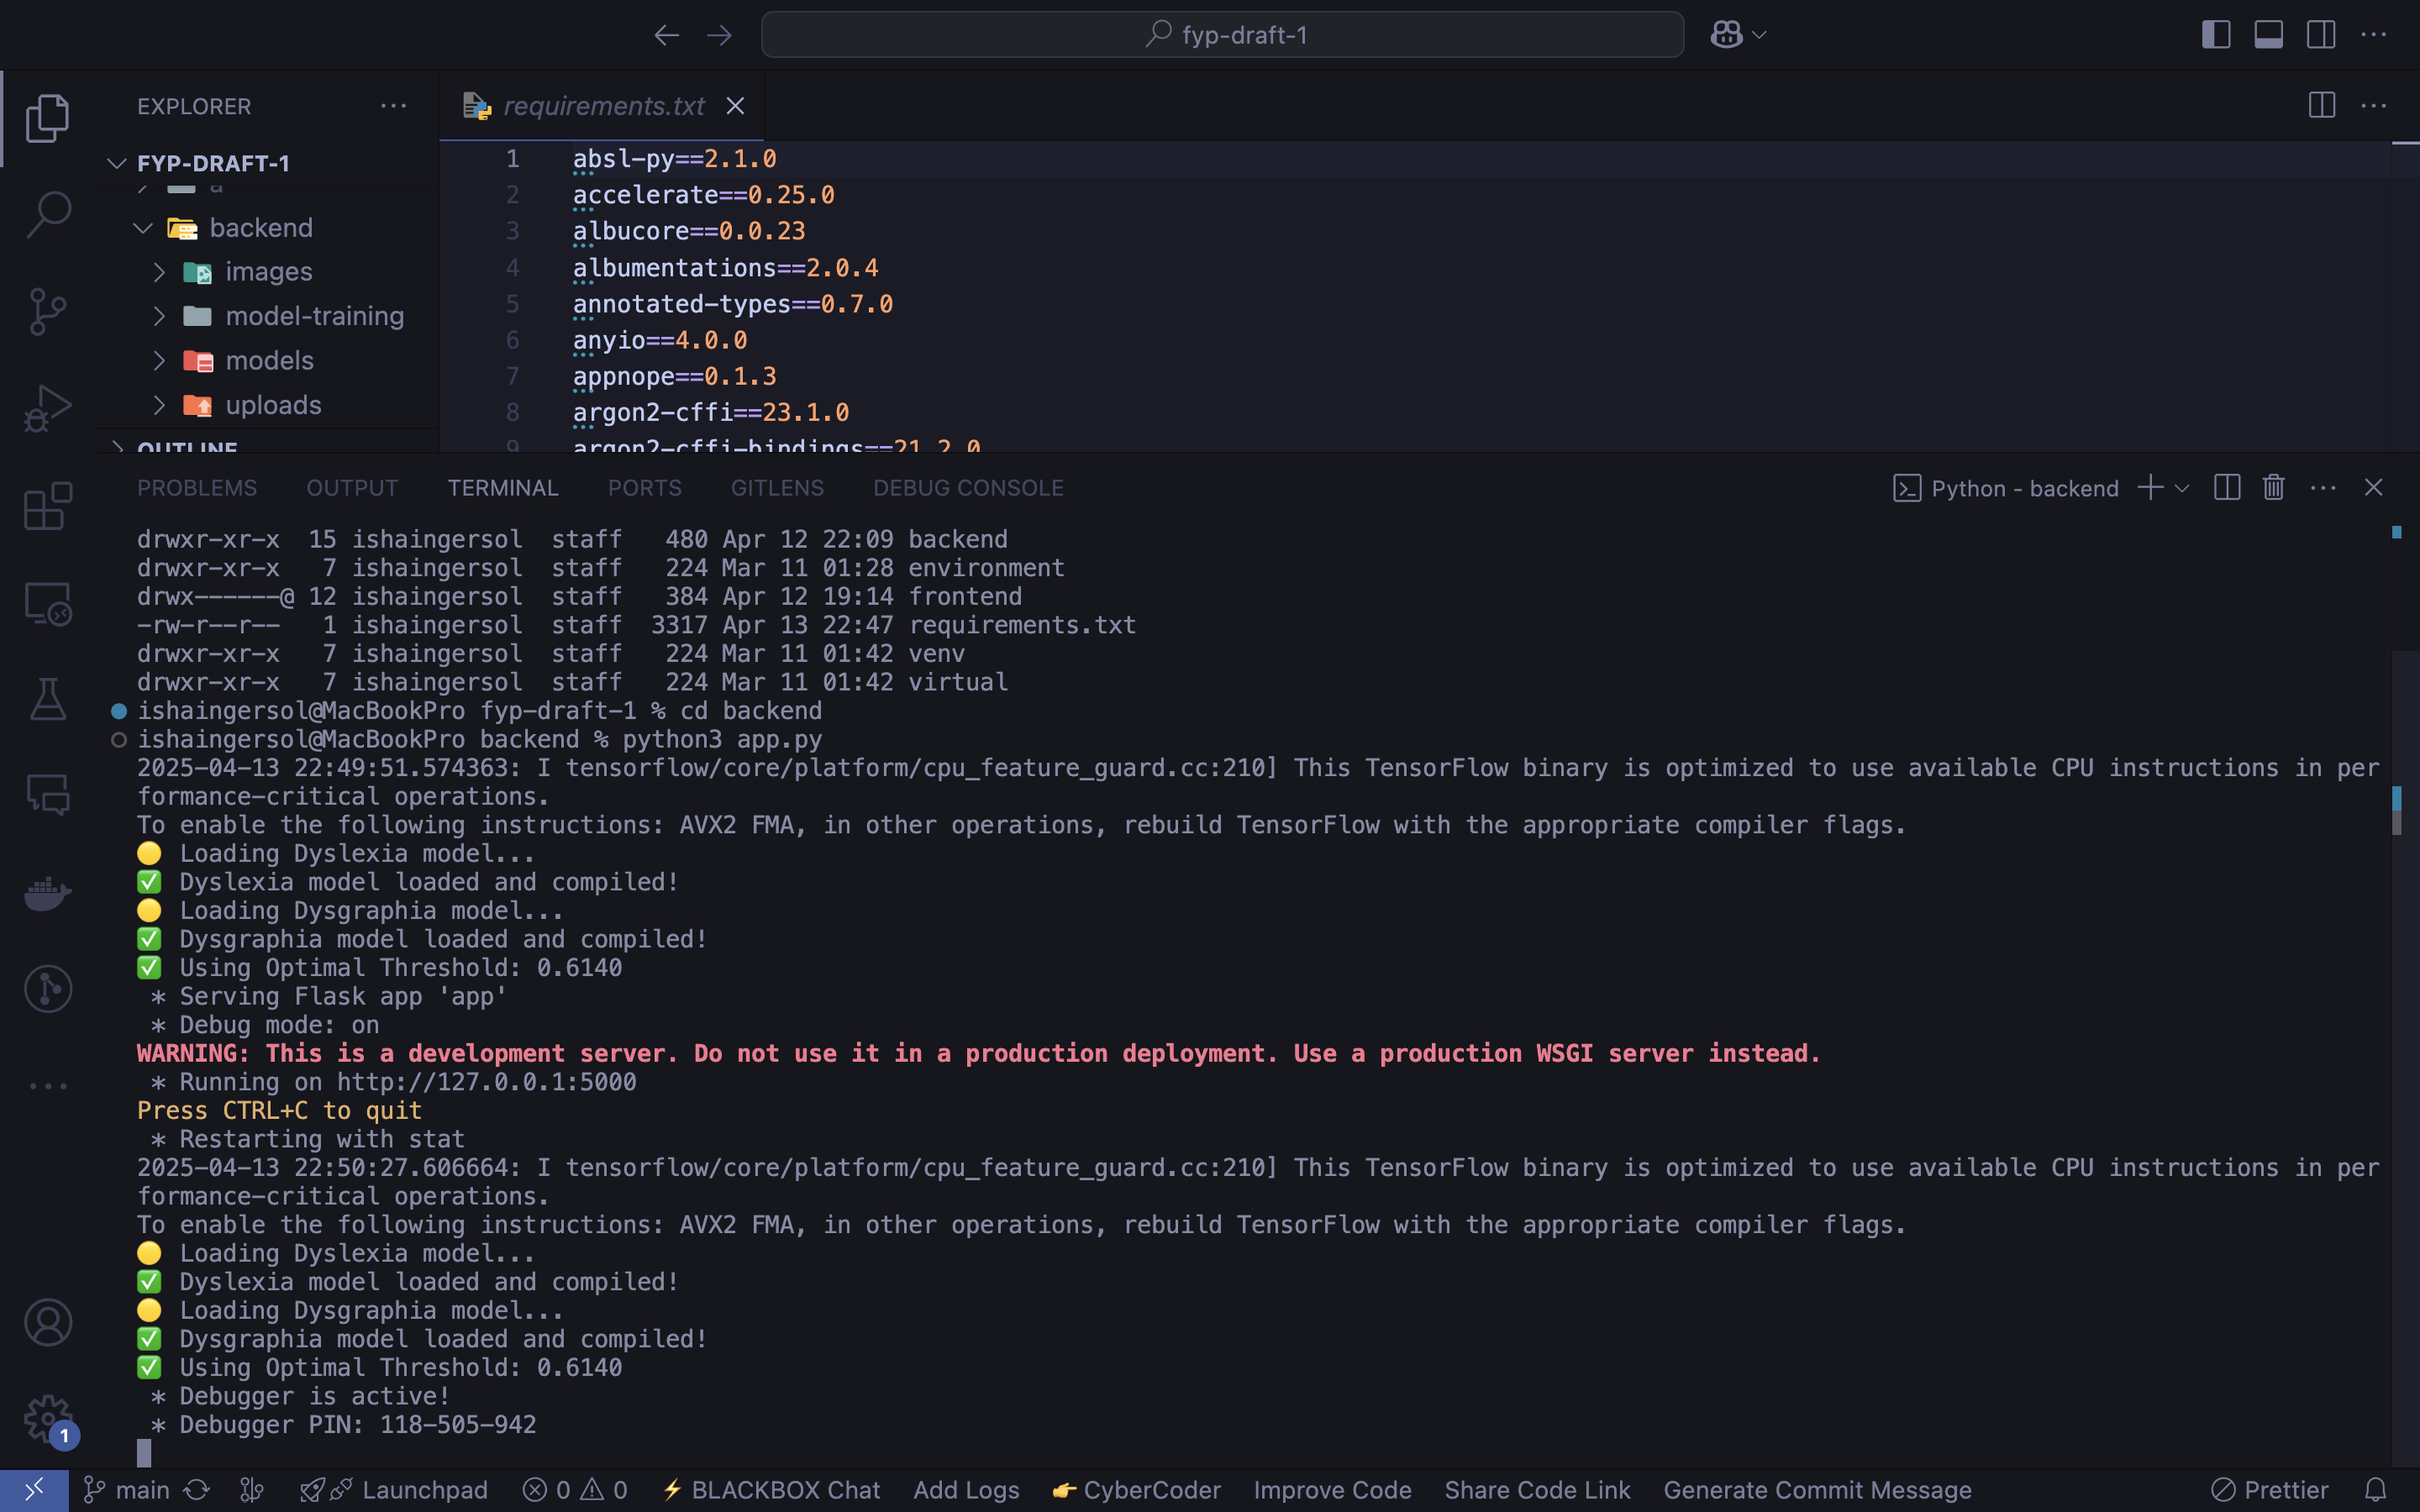 fyp-draft-1
EXPLORER
requirements.txt
FYP-DRAFT-1
a
backend
images
model-training
models
uploads
OUTLINE
1 absl-py==2.1.0
2 accelerate==0.25.0
3 albucore==0.0.23
4 albumentations==2.0.4
5 annotated-types==0.7.0
6 anyio==4.0.0
7 appnope==0.1.3
8 argon2-cffi==23.1.0
9 argon2-cffi-bindings==21.2.0
PROBLEMS OUTPUT TERMINAL PORTS GITLENS DEBUG CONSOLE Python - backend
drwxr-xr-x 15 ishaingersol staff 480 Apr 12 22:09 backend
drwxr-xr-x 7 ishaingersol staff 224 Mar 11 01:28 environment
drwx------@ 12 ishaingersol staff 384 Apr 12 19:14 frontend
-rw-r--r-- 1 ishaingersol staff 3317 Apr 13 22:47 requirements.txt
drwxr-xr-x 7 ishaingersol staff 224 Mar 11 01:42 venv
drwxr-xr-x 7 ishaingersol staff 224 Mar 11 01:42 virtual
ishaingersol@MacBookPro fyp-draft-1 % cd backend
ishaingersol@MacBookPro backend % python3 app.py
2025-04-13 22:49:51.574363: I tensorflow/core/platform/cpu_feature_guard.cc:210] This TensorFlow binary is optimized to use available CPU instructions in per
formance-critical operations.
To enable the following instructions: AVX2 FMA, in other operations, rebuild TensorFlow with the appropriate compiler flags.
🟡 Loading Dyslexia model...
✅ Dyslexia model loaded and compiled!
🟡 Loading Dysgraphia model...
✅ Dysgraphia model loaded and compiled!
✅ Using Optimal Threshold: 0.6140
* Serving Flask app 'app'
* Debug mode: on
WARNING: This is a development server. Do not use it in a production deployment. Use a production WSGI server instead.
* Running on http://127.0.0.1:5000
Press CTRL+C to quit
* Restarting with stat
2025-04-13 22:50:27.606664: I tensorflow/core/platform/cpu_feature_guard.cc:210] This TensorFlow binary is optimized to use available CPU instructions in per
formance-critical operations.
To enable the following instructions: AVX2 FMA, in other operations, rebuild TensorFlow with the appropriate compiler flags.
🟡 Loading Dyslexia model...
✅ Dyslexia model loaded and compiled!
🟡 Loading Dysgraphia model...
✅ Dysgraphia model loaded and compiled!
✅ Using Optimal Threshold: 0.6140
* Debugger is active!
* Debugger PIN: 118-505-942
1
main Launchpad 0 0 BLACKBOX Chat Add Logs CyberCoder Improve Code Share Code Link Generate Commit Message Prettier